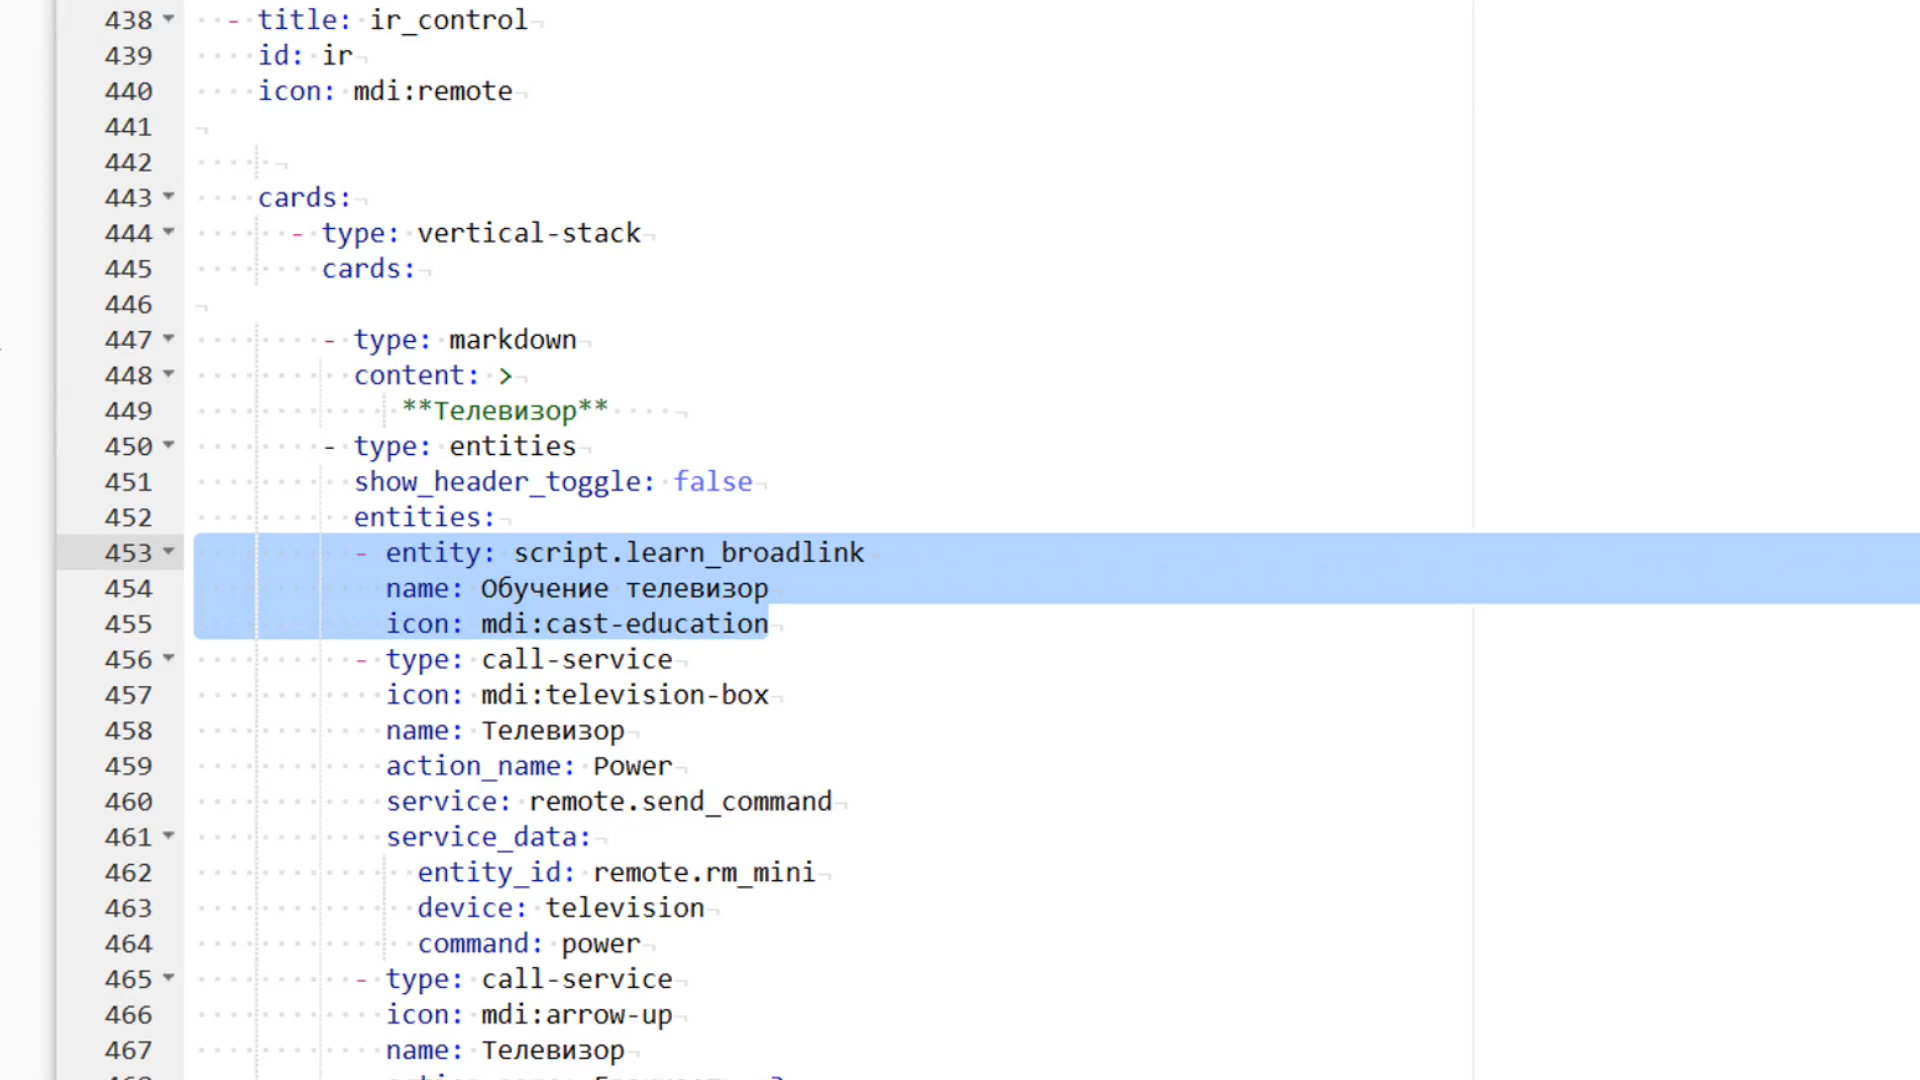 438 - title: ir_control
439 id: ir
440 icon: mdi:remote
441
442
443 cards:
444 - type: vertical-stack
445 cards:
446
447 - type: markdown
448 content: >
449 **Телевизор**
450 - type: entities
451 show_header_toggle: false
452 entities:
453 - entity: script.learn_broadlink
454 name: Обучение телевизор
455 icon: mdi:cast-education
456 - type: call-service
457 icon: mdi:television-box
458 name: Телевизор
459 action_name: Power
460 service: remote.send_command
461 service_data:
462 entity_id: remote.rm_mini
463 device: television
464 command: power
465 - type: call-service
466 icon: mdi:arrow-up
467 name: Телевизор